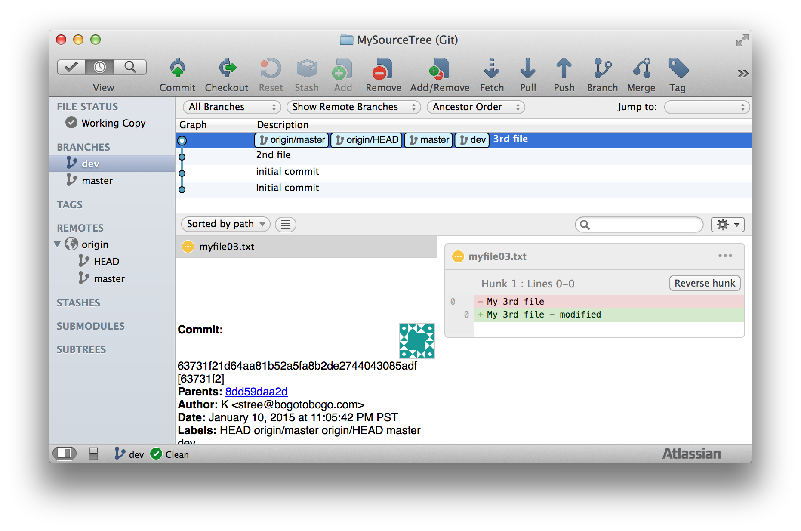 MySourceTree (Git)
View Commit Checkout Reset Stash Add Remove Add/Remove Fetch Pull Push Branch Merge Tag
FILE STATUS
Working Copy
BRANCHES
dev
master
TAGS
REMOTES
origin
HEAD
master
STASHES
SUBMODULES
SUBTREES
All Branches Show Remote Branches Ancestor Order Jump to:
Graph Description
origin/master origin/HEAD master dev 3rd file
2nd file
initial commit
Initial commit
Sorted by path
myfile03.txt
Commit:
63731f21d64aa81b52a5fa8b2de2744043085adf
[63731f2]
Parents: 8dd59daa2d
Author: K <stree@bogotobogo.com>
Date: January 10, 2015 at 11:05:42 PM PST
Labels: HEAD origin/master origin/HEAD master
dev
myfile03.txt
Hunk 1 : Lines 0-0 Reverse hunk
0 - My 3rd file
0 + My 3rd file - modified
dev Clean
Atlassian